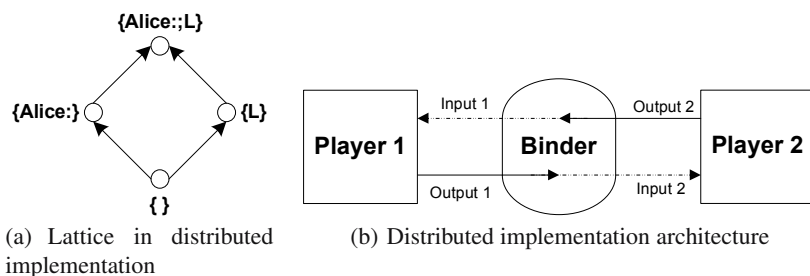 {Alice:;L}
{Alice:}
{L}
{ }
(a) Lattice in distributed
implementation
Player 1
Input 1
Output 1
Binder
Output 2
Input 2
Player 2
(b) Distributed implementation architecture